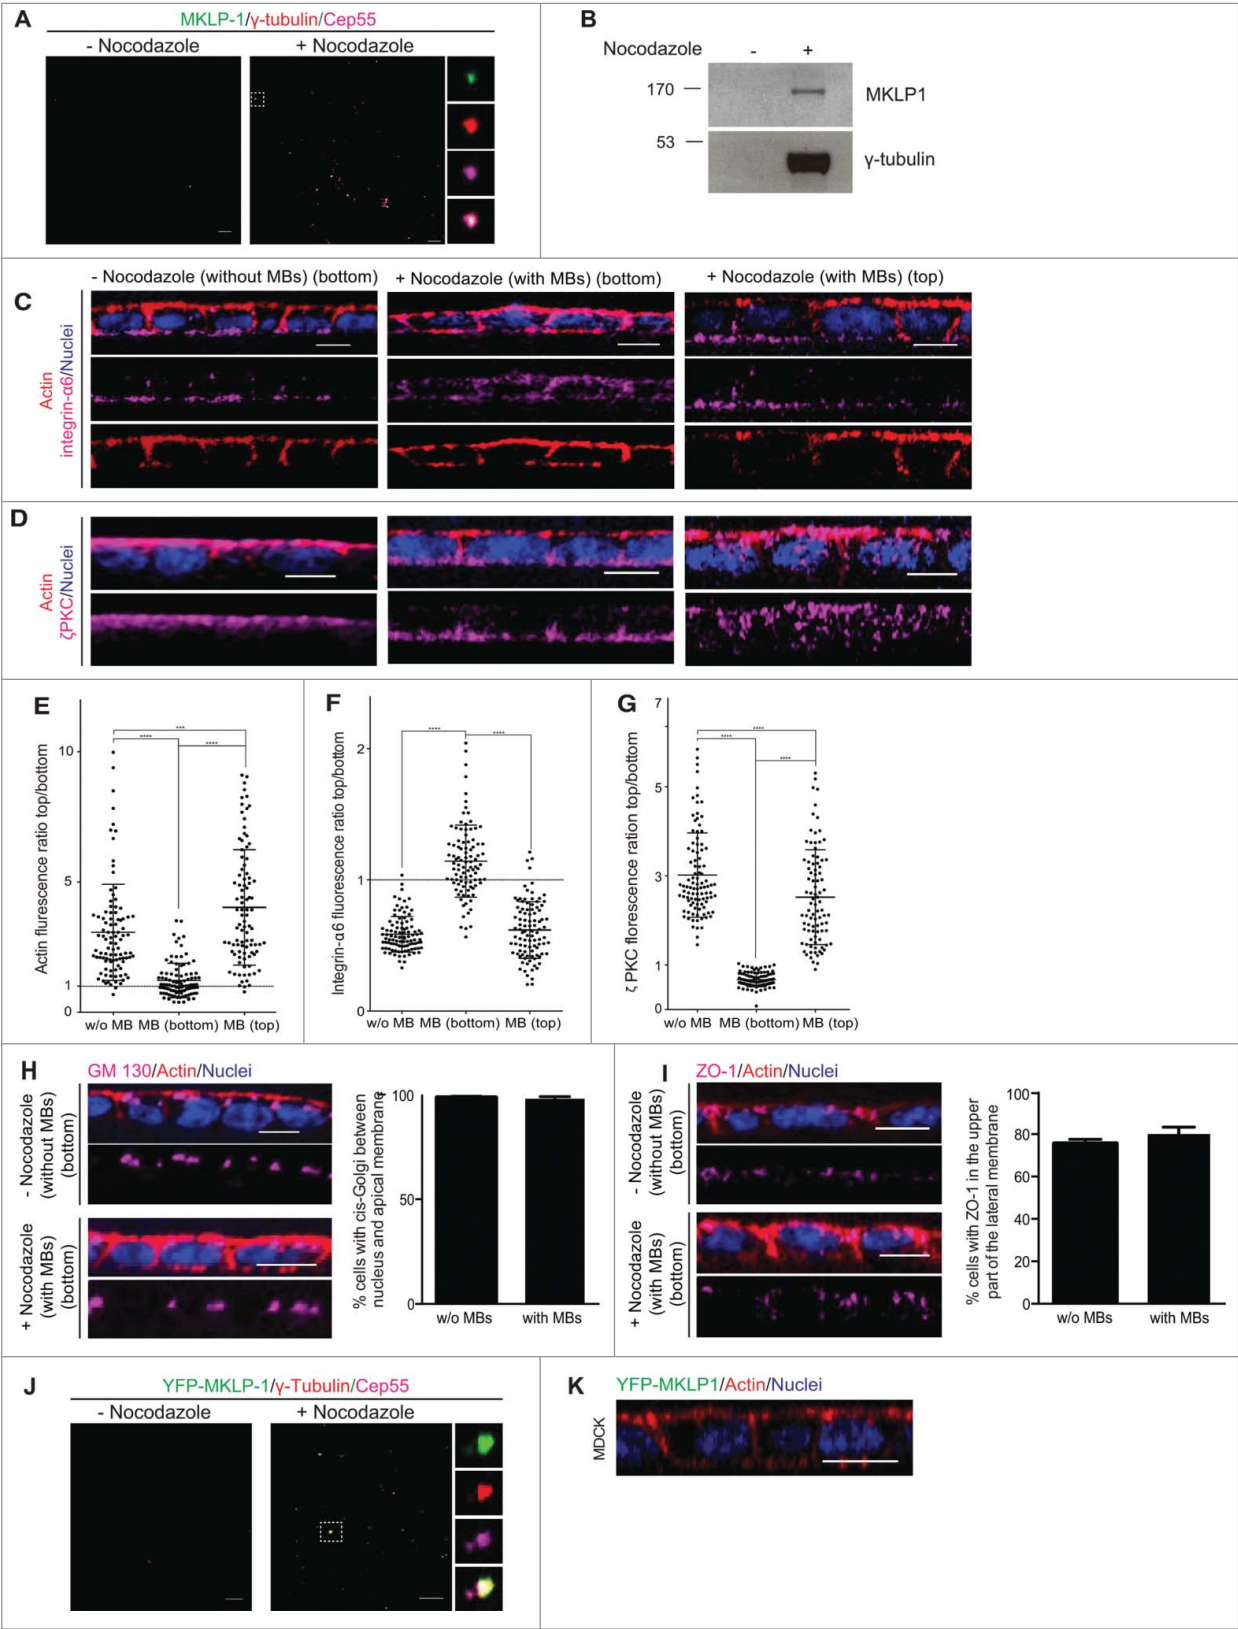 A
MKLP-1/γ-tubulin/Cep55
- Nocodazole
+ Nocodazole
B
Nocodazole - +
170
MKLP1
53
γ-tubulin
- Nocodazole (without MBs) (bottom)
+ Nocodazole (with MBs) (bottom)
+ Nocodazole (with MBs) (top)
C
Actin
integrin-α6/Nuclei
D
Actin
ζPKC/Nuclei
E
Actin flurescence ratio top/bottom
10
5
1
0
***
****
****
w/o MB MB (bottom) MB (top)
F
Integrin-α6 fluorescence ratio top/bottom
2
1
0
****
****
w/o MB MB (bottom) MB (top)
G
ζ PKC florescence ration top/bottom
7
5
3
1
0
****
****
****
w/o MB MB (bottom) MB (top)
H
GM 130/Actin/Nuclei
- Nocodazole
(without MBs)
(bottom)
+ Nocodazole
(with MBs)
(bottom)
% cells with cis-Golgi between
nucleus and apical membrane
100
50
0
w/o MBs with MBs
I
ZO-1/Actin/Nuclei
- Nocodazole
(without MBs)
(bottom)
+ Nocodazole
(with MBs)
(bottom)
% cells with ZO-1 in the upper
part of the lateral membrane
100
80
60
40
20
0
w/o MBs with MBs
J
YFP-MKLP-1/γ-Tubulin/Cep55
- Nocodazole
+ Nocodazole
K
YFP-MKLP1/Actin/Nuclei
MDCK